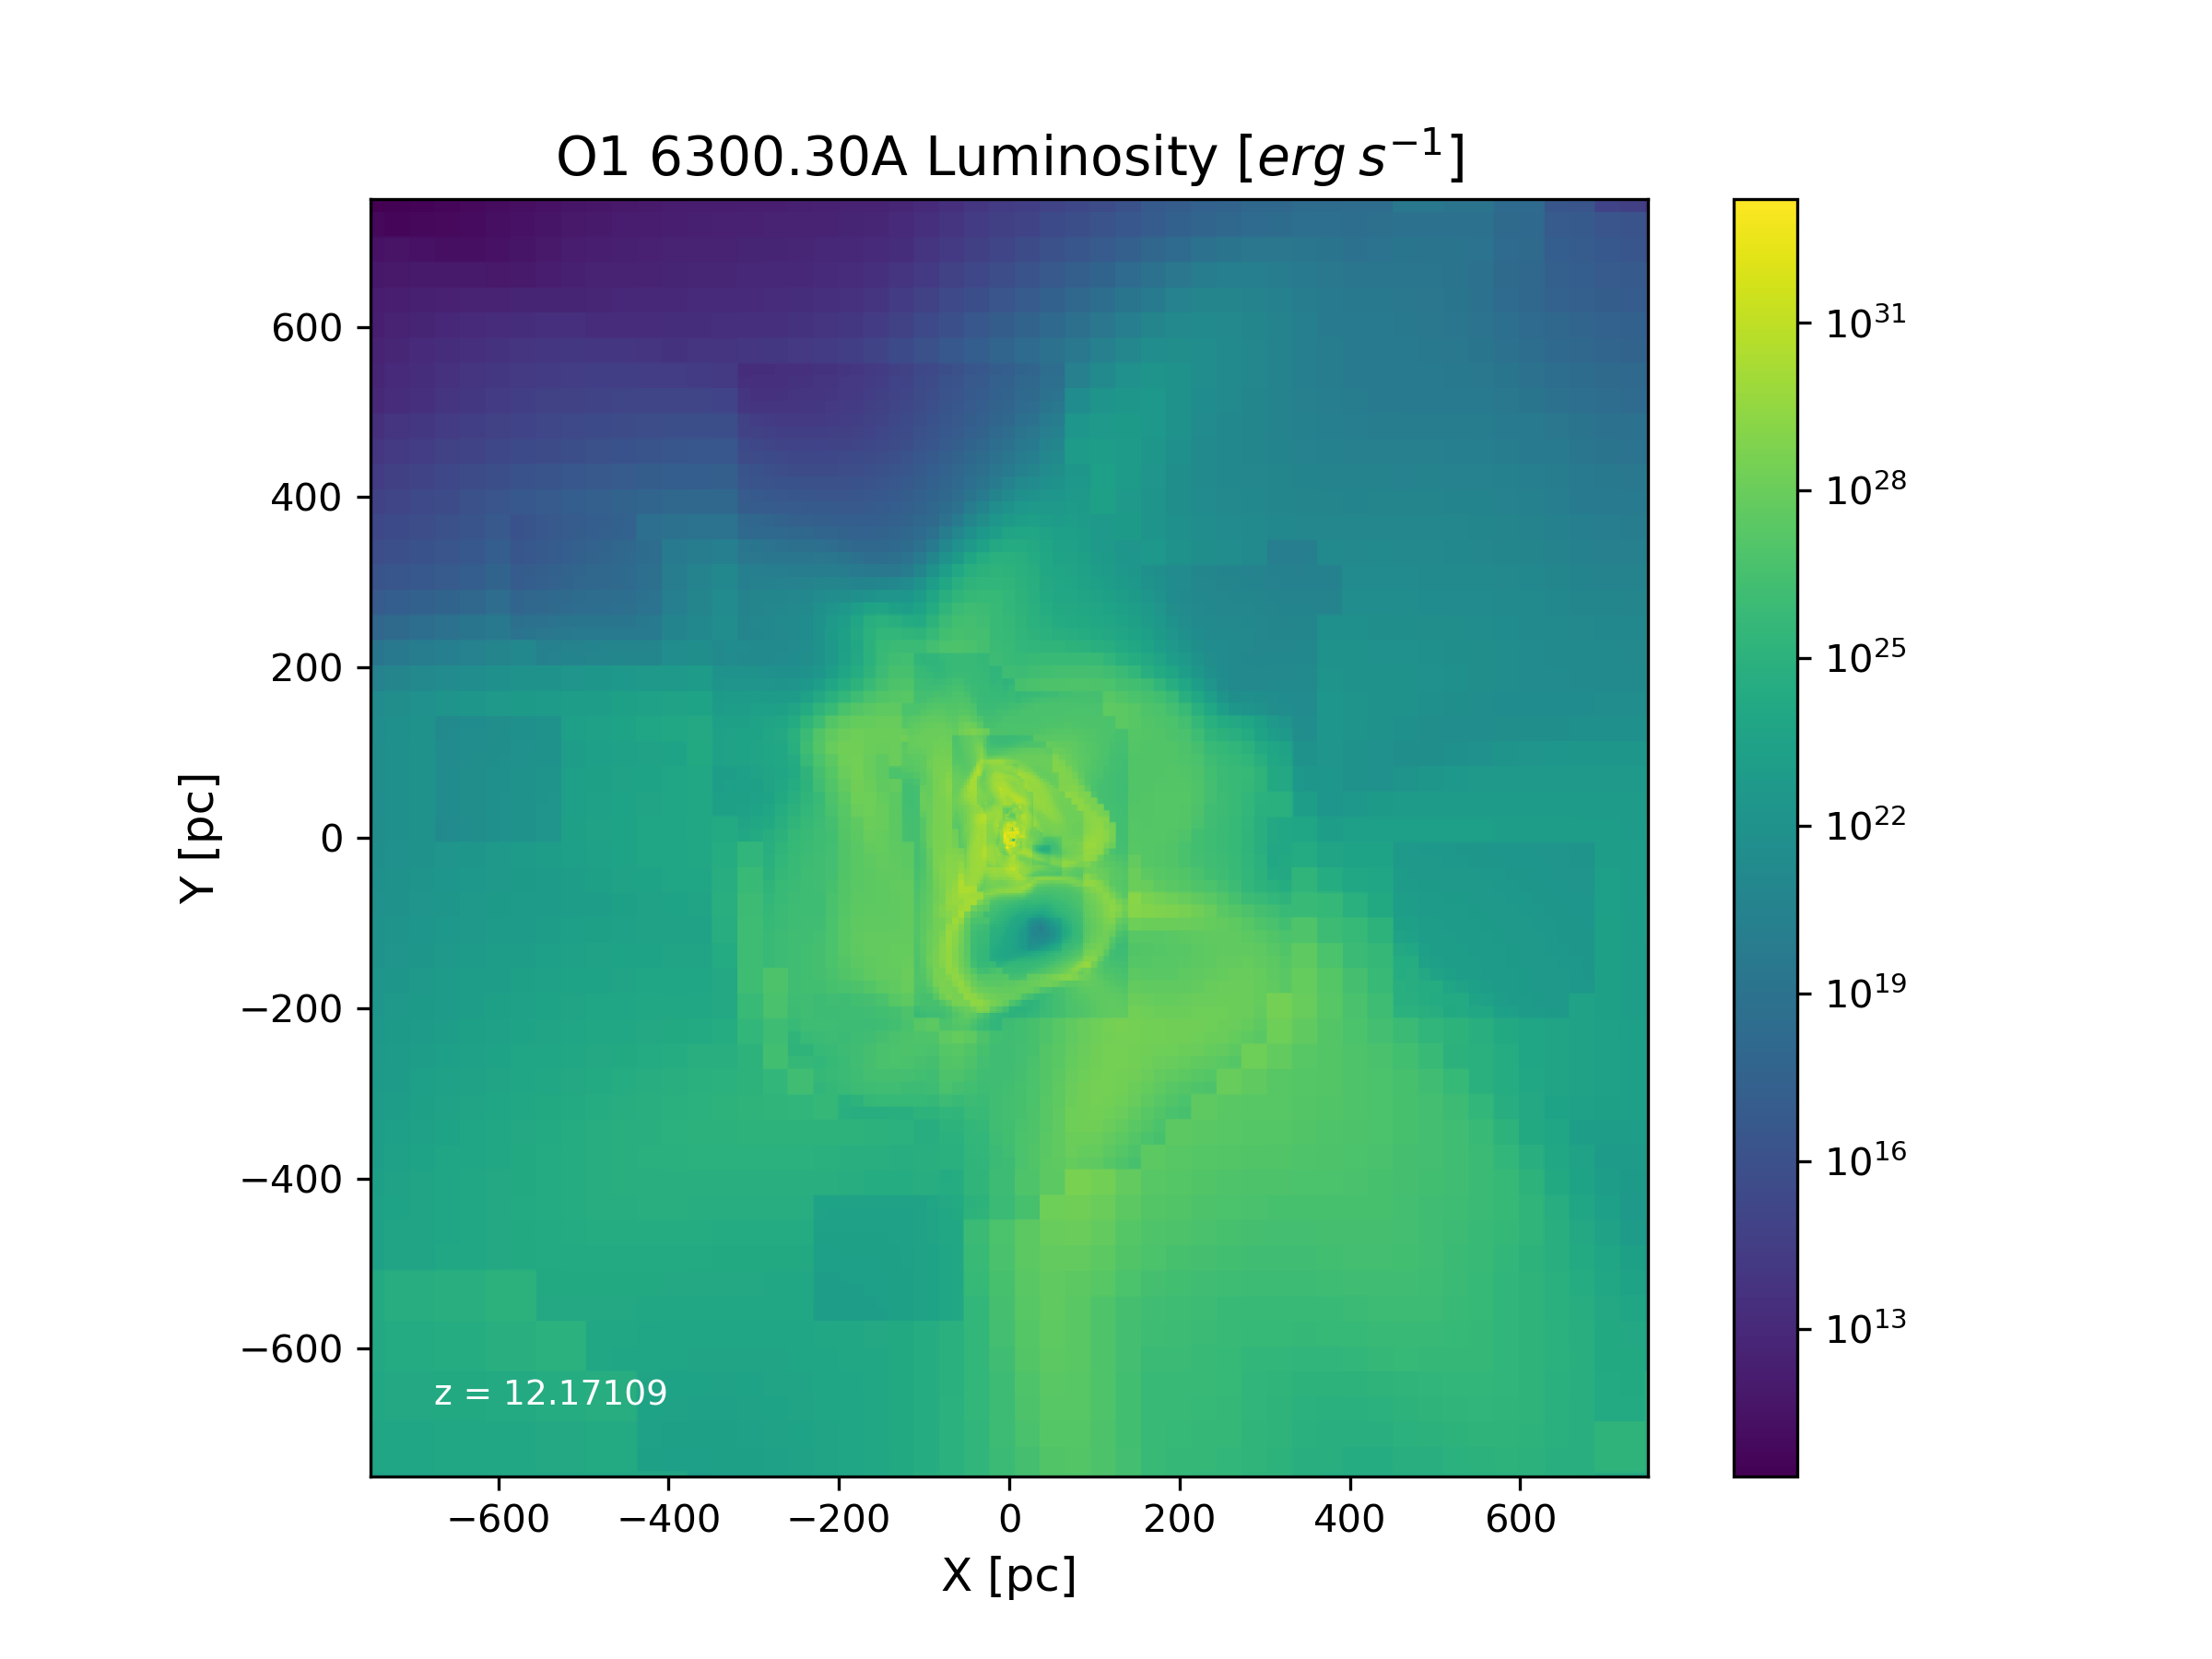 O1 6300.30A Luminosity [erg s⁻¹]
Y [pc]
600
400
200
0
−200
−400
−600
z = 12.17109
−600 −400 −200 0 200 400 600
X [pc]
10³¹
10²⁸
10²⁵
10²²
10¹⁹
10¹⁶
10¹³